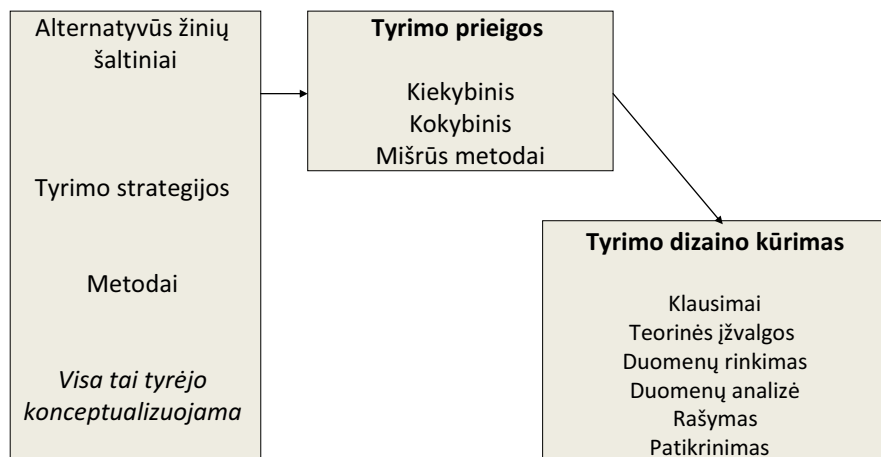 Alternatyvūs žinių
šaltiniai
Tyrimo strategijos
Metodai
Visa tai tyrėjo
konceptualizuojama
Tyrimo prieigos
Kiekybinis
Kokybinis
Mišrūs metodai
Tyrimo dizaino kūrimas
Klausimai
Teorinės įžvalgos
Duomenų rinkimas
Duomenų analizė
Rašymas
Patikrinimas